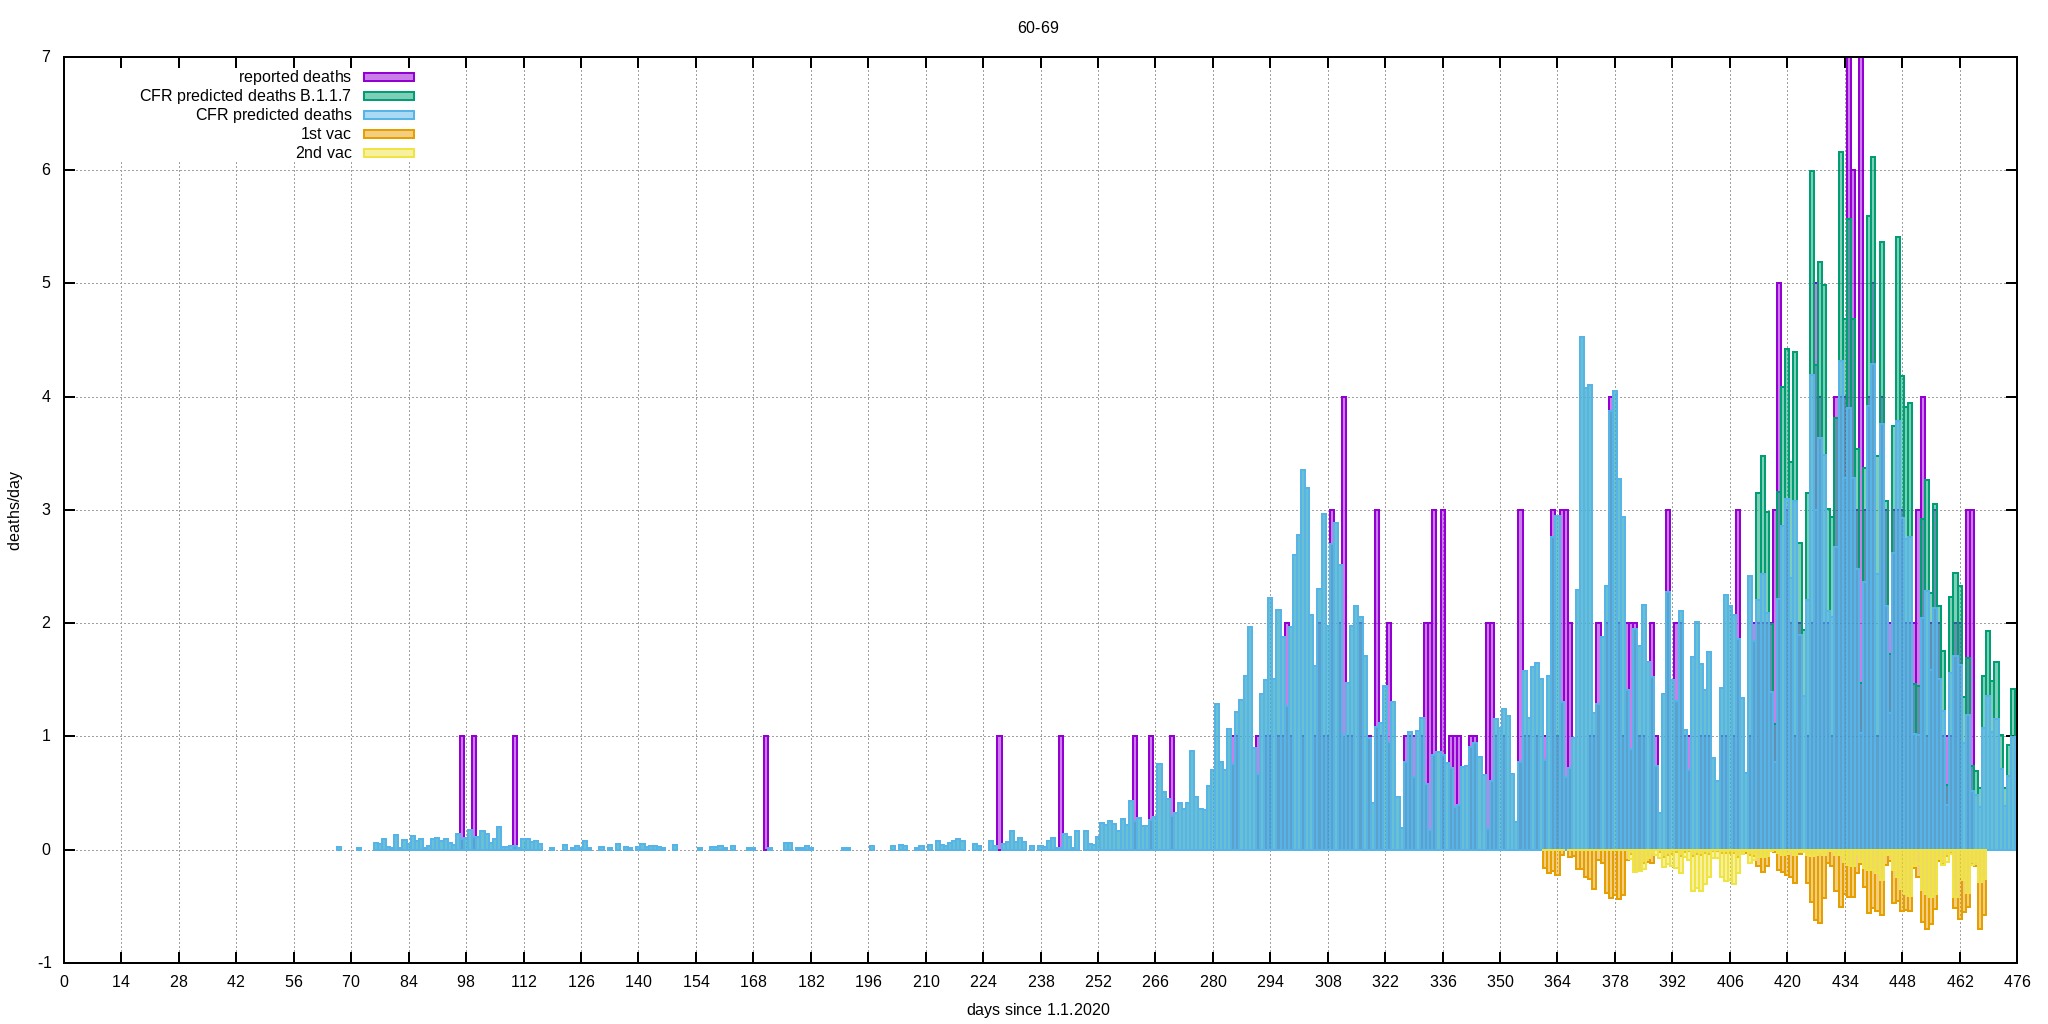 60-69
reported deaths
CFR predicted deaths B.1.1.7
CFR predicted deaths
1st vac
2nd vac
7
6
5
4
3
2
1
0
-1
deaths/day
0 14 28 42 56 70 84 98 112 126 140 154 168 182 196 210 224 238 252 266 280 294 308 322 336 350 364 378 392 406 420 434 448 462 476
days since 1.1.2020